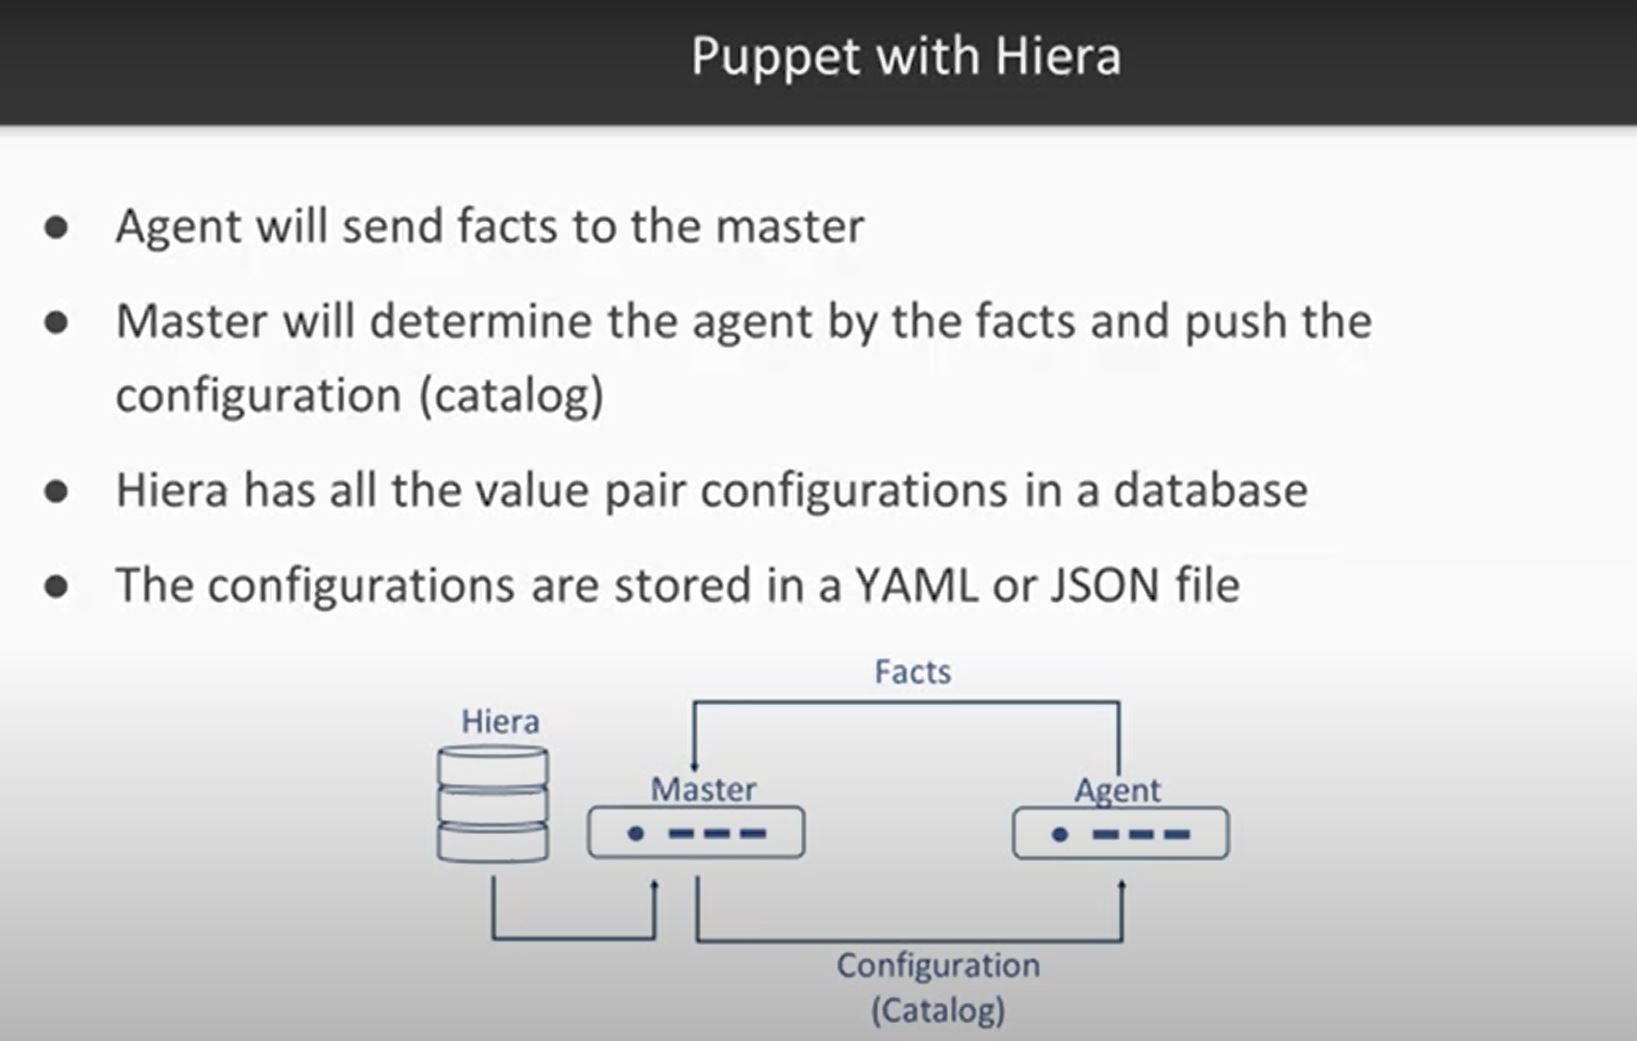 Puppet with Hiera
● Agent will send facts to the master
● Master will determine the agent by the facts and push the
configuration (catalog)
● Hiera has all the value pair configurations in a database
● The configurations are stored in a YAML or JSON file
Facts
Hiera
Master
Agent
Configuration
(Catalog)